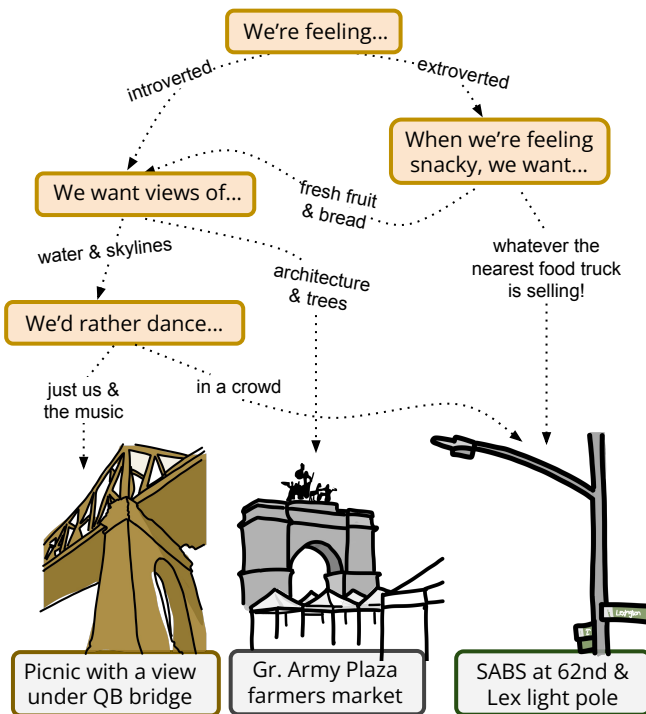 We're feeling...
introverted
extroverted
When we're feeling
snacky, we want...
We want views of...
fresh fruit
& bread
water & skylines
architecture
& trees
whatever the
nearest food truck
is selling!
We'd rather dance...
just us &
the music
in a crowd
Lexington
Picnic with a view
under QB bridge
Gr. Army Plaza
farmers market
SABS at 62nd &
Lex light pole